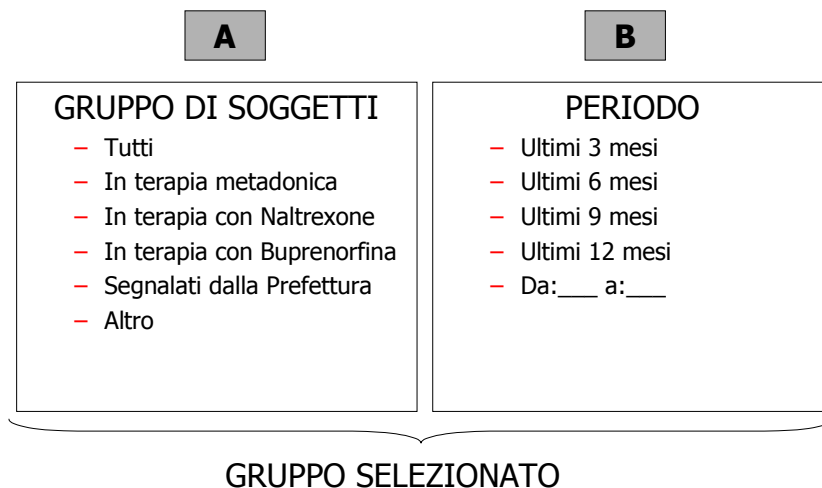 A
B
GRUPPO DI SOGGETTI
– Tutti
– In terapia metadonica
– In terapia con Naltrexone
– In terapia con Buprenorfina
– Segnalati dalla Prefettura
– Altro
PERIODO
– Ultimi 3 mesi
– Ultimi 6 mesi
– Ultimi 9 mesi
– Ultimi 12 mesi
– Da:___ a:___
GRUPPO SELEZIONATO